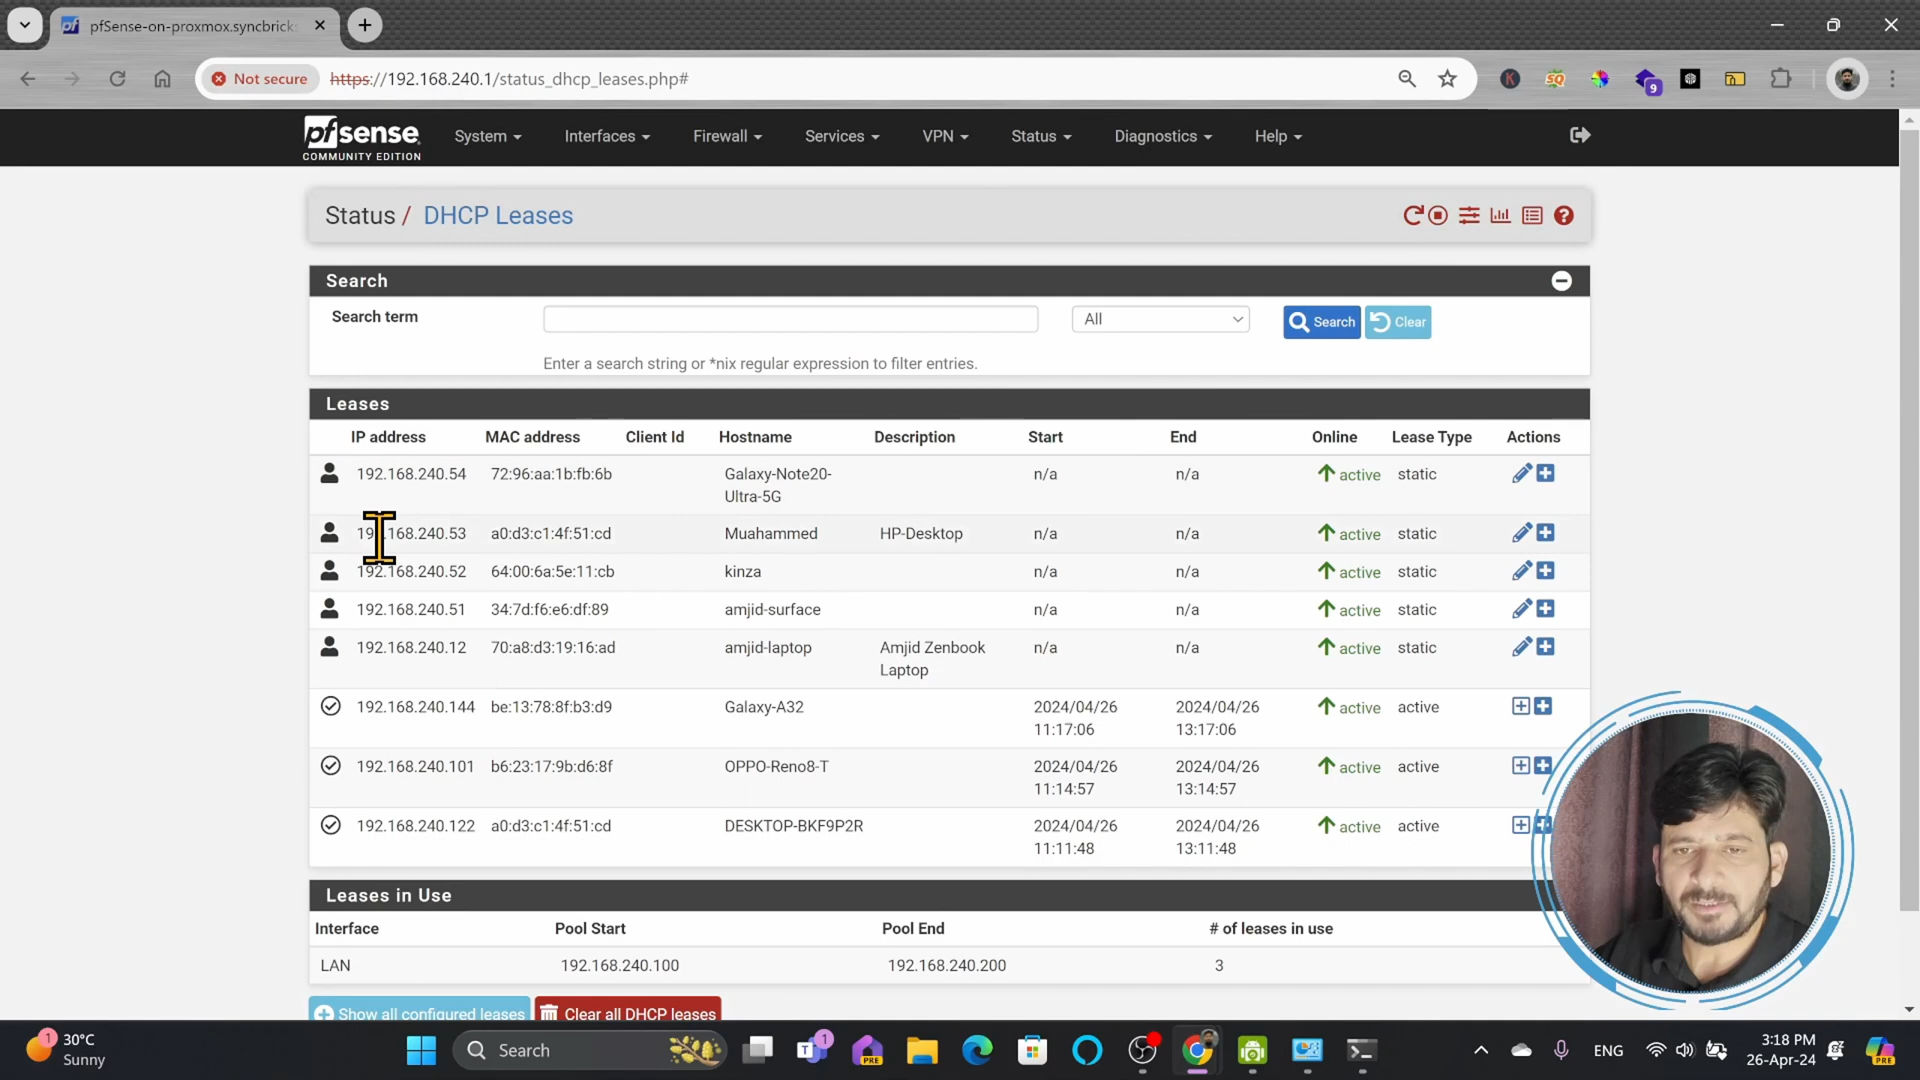 pfSense-on-proxmox.syncbricks
Not secure https://192.168.240.1/status_dhcp_leases.php#
K SQ 9
pfsense System Interfaces Firewall Services VPN Status Diagnostics Help
COMMUNITY EDITION
Status / DHCP Leases
Search
Search term All Search Clear
Enter a search string or *nix regular expression to filter entries.
Leases
IP address MAC address Client Id Hostname Description Start End Online Lease Type Actions
192.168.240.54 72:96:aa:1b:fb:6b Galaxy-Note20- n/a n/a active static
Ultra-5G
192.168.240.53 a0:d3:c1:4f:51:cd Muahammed HP-Desktop n/a n/a active static
192.168.240.52 64:00:6a:5e:11:cb kinza n/a n/a active static
192.168.240.51 34:7d:f6:e6:df:89 amjid-surface n/a n/a active static
192.168.240.12 70:a8:d3:19:16:ad amjid-laptop Amjid Zenbook n/a n/a active static
Laptop
192.168.240.144 be:13:78:8f:b3:d9 Galaxy-A32 2024/04/26 2024/04/26 active active
11:17:06 13:17:06
192.168.240.101 b6:23:17:9b:d6:8f OPPO-Reno8-T 2024/04/26 2024/04/26 active active
11:14:57 13:14:57
192.168.240.122 a0:d3:c1:4f:51:cd DESKTOP-BKF9P2R 2024/04/26 2024/04/26 active active
11:11:48 13:11:48
Leases in Use
Interface Pool Start Pool End # of leases in use
LAN 192.168.240.100 192.168.240.200 3
Show all configured leases Clear all DHCP leases
1 30°C Search 1 PRE ENG 3:18 PM PRE
Sunny 26-Apr-24